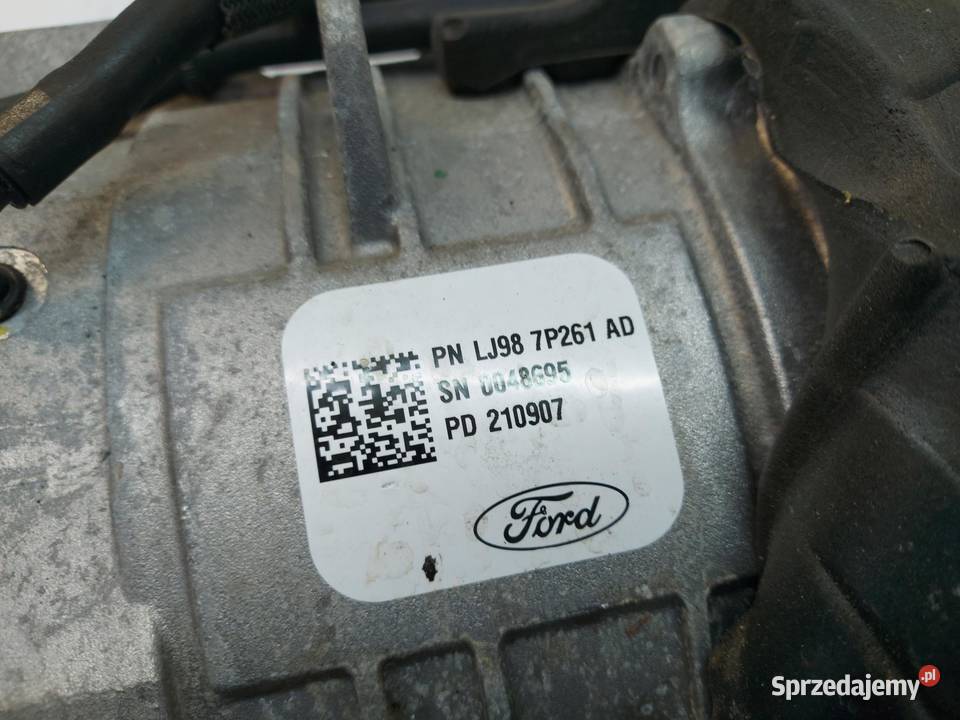 PN LJ98 7P261 AD
SN 0048695
PD 210907
Ford
Sprzedajemy.pl